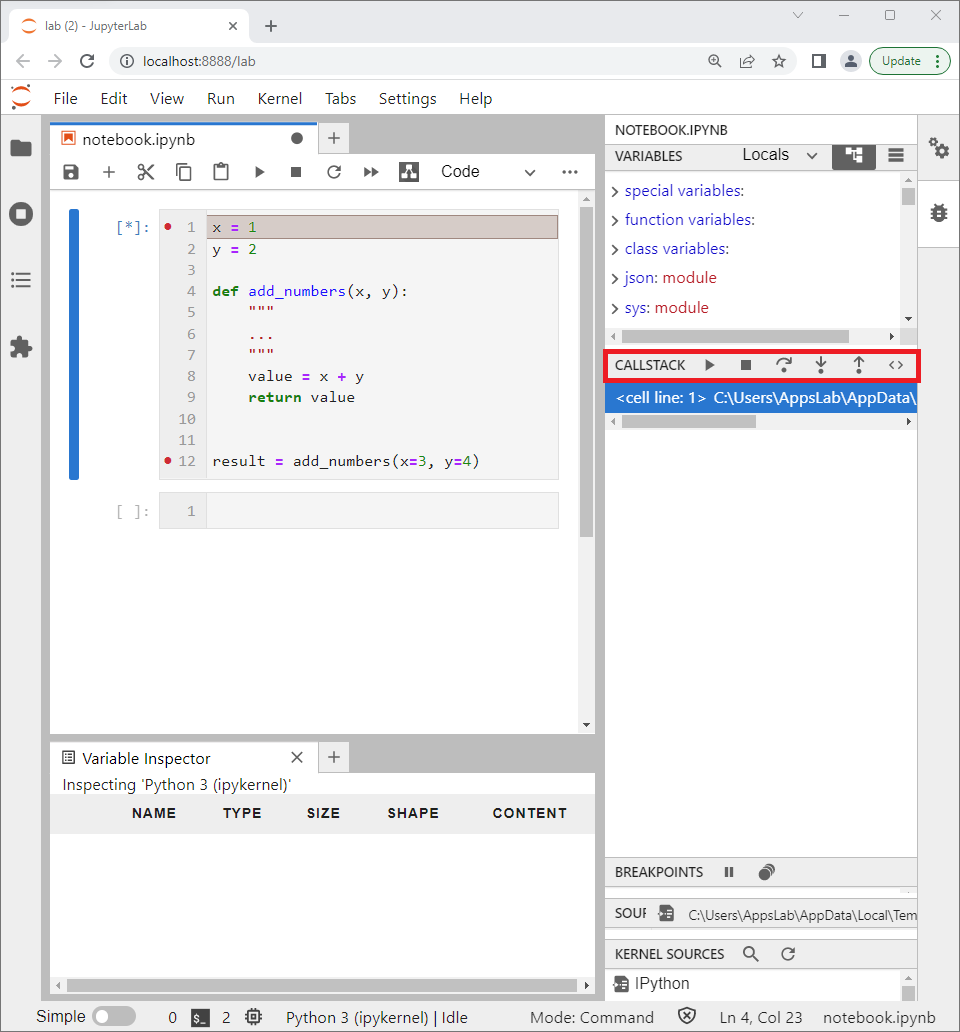 lab (2) - JupyterLab
localhost:8888/lab
Update
File Edit View Run Kernel Tabs Settings Help
notebook.ipynb
Code
[*]:
1 x = 1
2 y = 2
3
4 def add_numbers(x, y):
5 """
6 ...
7 """
8 value = x + y
9 return value
10
11
12 result = add_numbers(x=3, y=4)
[ ]:
1
Variable Inspector
Inspecting 'Python 3 (ipykernel)'
NAME TYPE SIZE SHAPE CONTENT
NOTEBOOK.IPYNB
VARIABLES Locals
special variables:
function variables:
class variables:
json: module
sys: module
CALLSTACK
<cell line: 1> C:\Users\AppsLab\AppData\
BREAKPOINTS
SOUR C:\Users\AppsLab\AppData\Local\Tem
KERNEL SOURCES
IPython
Simple 0 $_ 2 Python 3 (ipykernel) | Idle Mode: Command Ln 4, Col 23 notebook.ipynb